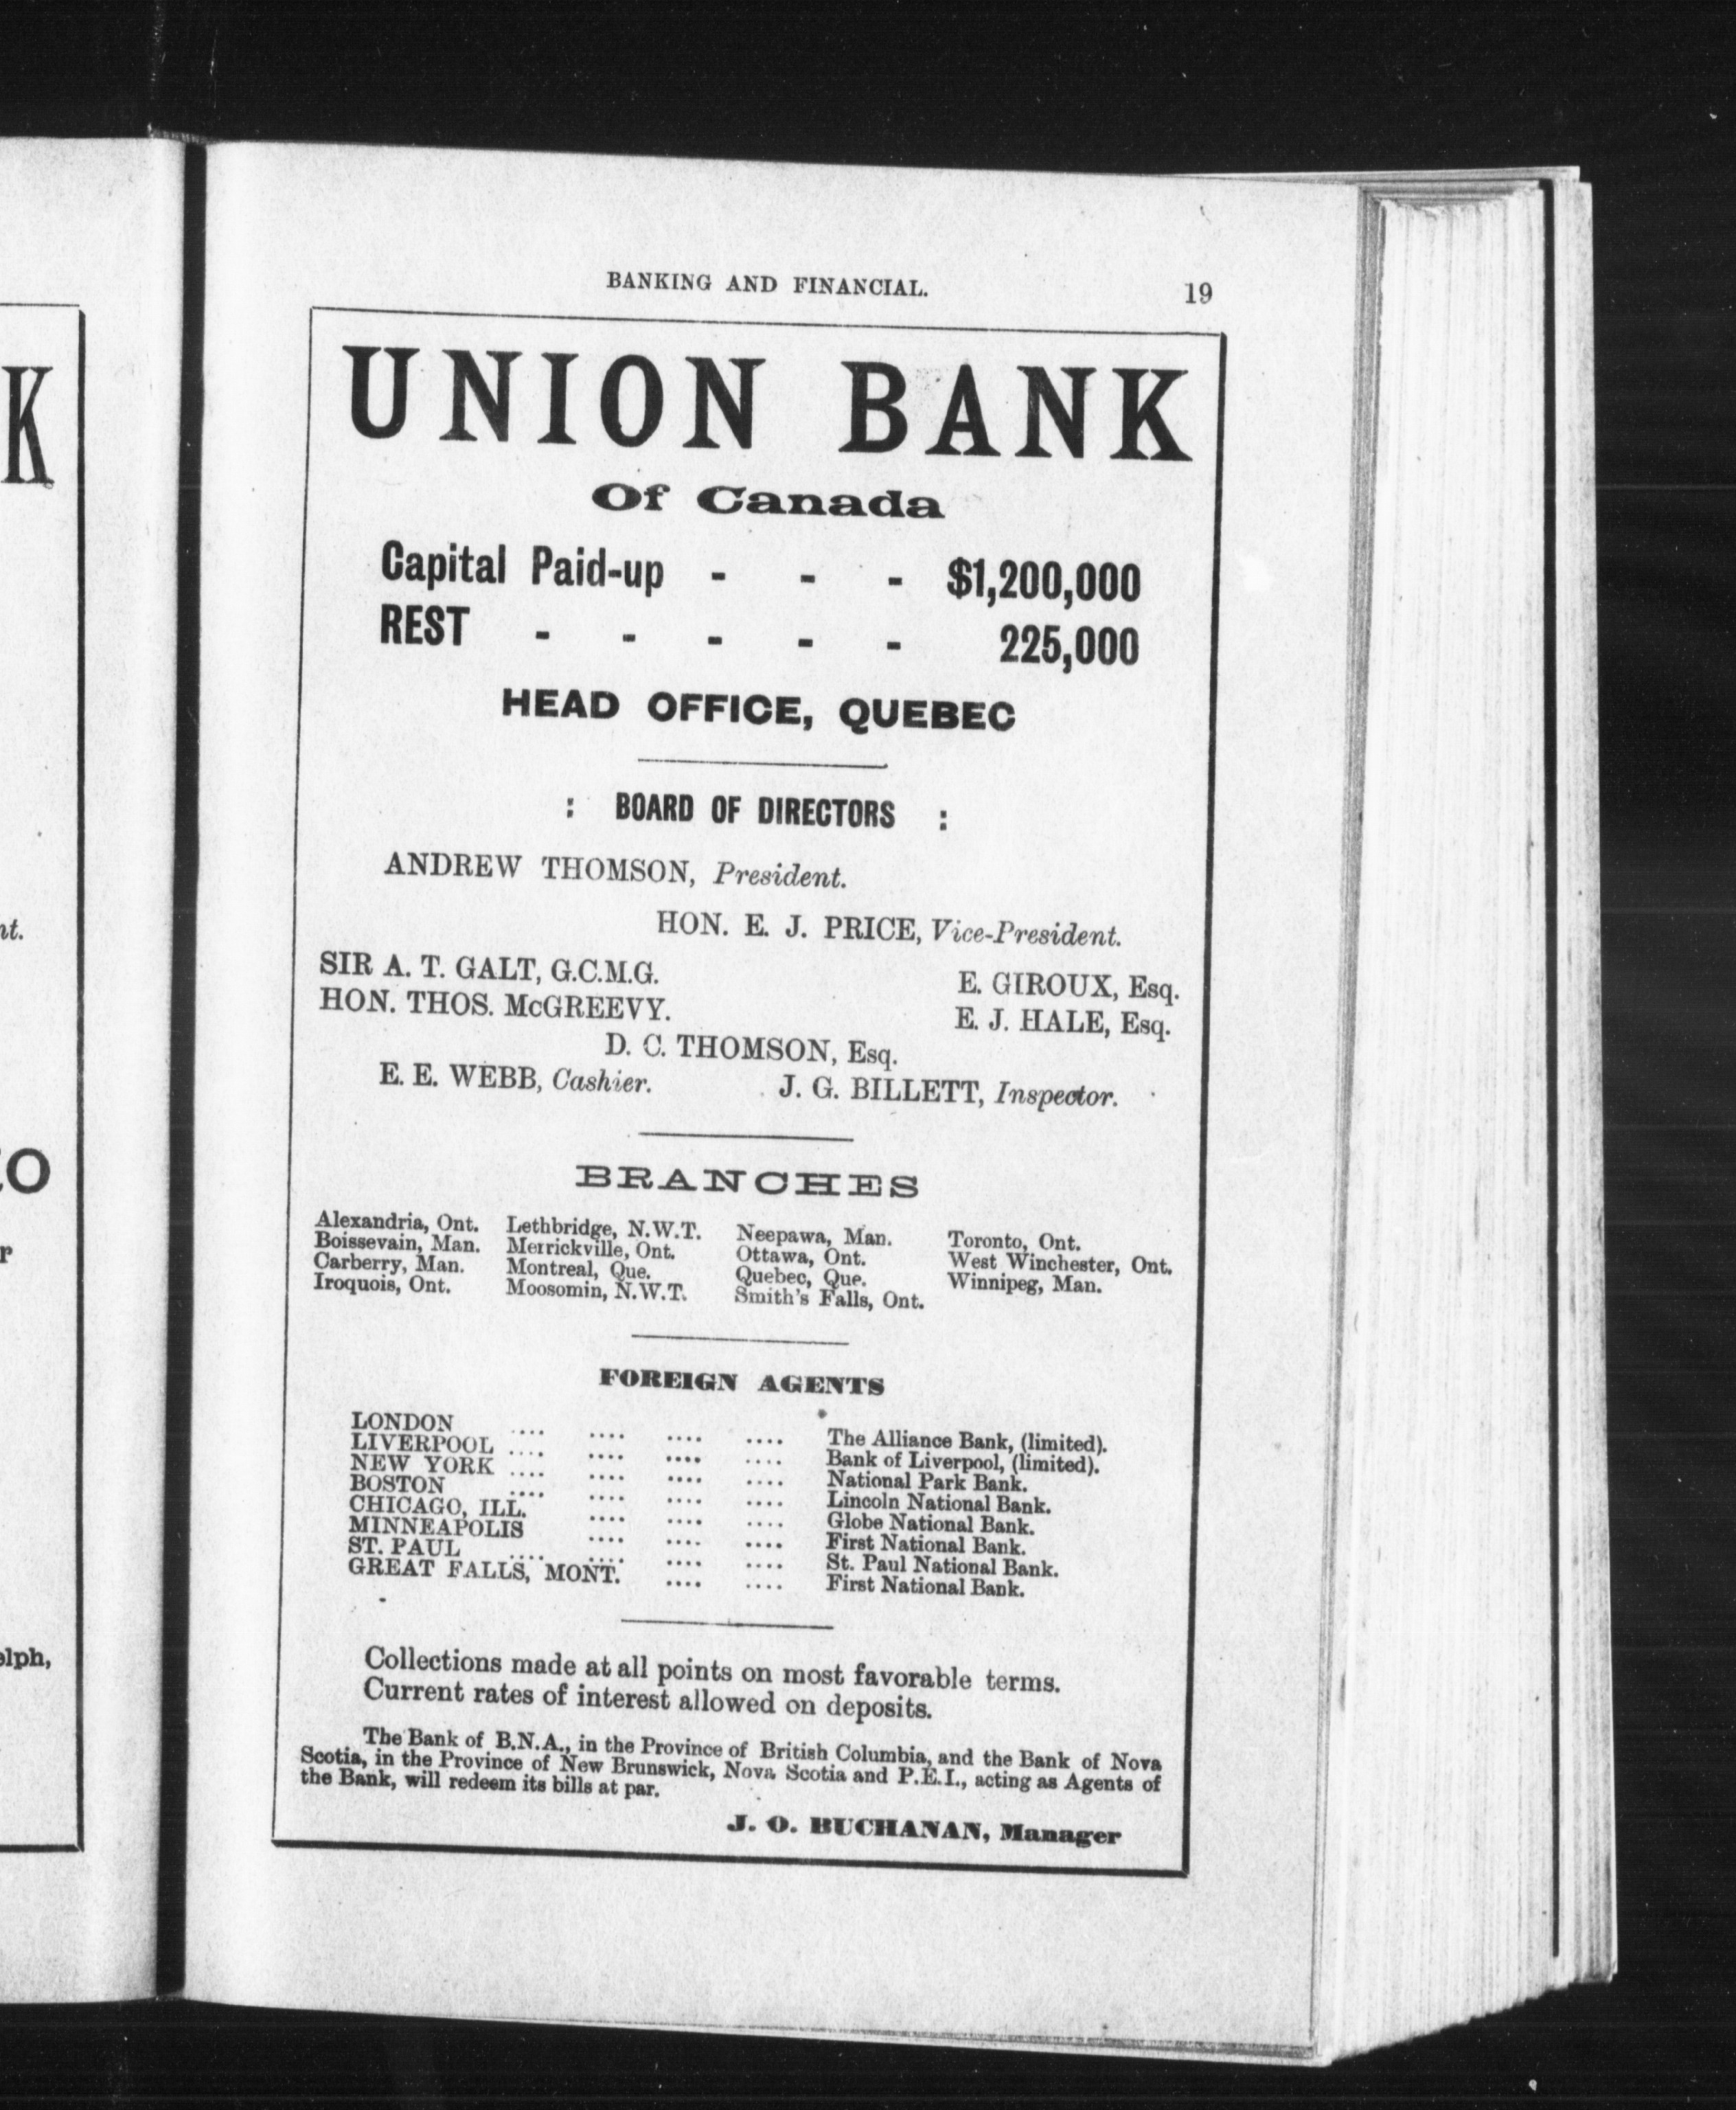 K
nt.
r
elph,
BANKING AND FINANCIAL. 19
UNION BANK
Of Canada
Capital Paid-up - - - $1,200,000
REST - - - - - 225,000
HEAD OFFICE, QUEBEC
: BOARD OF DIRECTORS :
ANDREW THOMSON, President.
HON. E. J. PRICE, Vice-President.
SIR A. T. GALT, G.C.M.G. E. GIROUX, Esq.
HON. THOS. McGREEVY. E. J. HALE, Esq.
D. C. THOMSON, Esq.
E. E. WEBB, Cashier. J. G. BILLETT, Inspector.
BRANCHES
Alexandria, Ont. Lethbridge, N.W.T. Neepawa, Man. Toronto, Ont.
Boissevain, Man. Merrickville, Ont. Ottawa, Ont. West Winchester, Ont.
Carberry, Man. Montreal, Que. Quebec, Que. Winnipeg, Man.
Iroquois, Ont. Moosomin, N.W.T. Smith's Falls, Ont.
FOREIGN AGENTS
LONDON .... .... .... .... The Alliance Bank, (limited).
LIVERPOOL .... .... .... .... Bank of Liverpool, (limited).
NEW YORK .... .... .... .... National Park Bank.
BOSTON .... .... .... .... Lincoln National Bank.
CHICAGO, ILL. .... .... .... Globe National Bank.
MINNEAPOLIS .... .... .... First National Bank.
ST. PAUL .... .... .... .... St. Paul National Bank.
GREAT FALLS, MONT. .... .... First National Bank.
Collections made at all points on most favorable terms.
Current rates of interest allowed on deposits.
The Bank of B.N.A., in the Province of British Columbia, and the Bank of Nova
Scotia, in the Province of New Brunswick, Nova Scotia and P.E.I., acting as Agents of
the Bank, will redeem its bills at par.
J. O. BUCHANAN, Manager